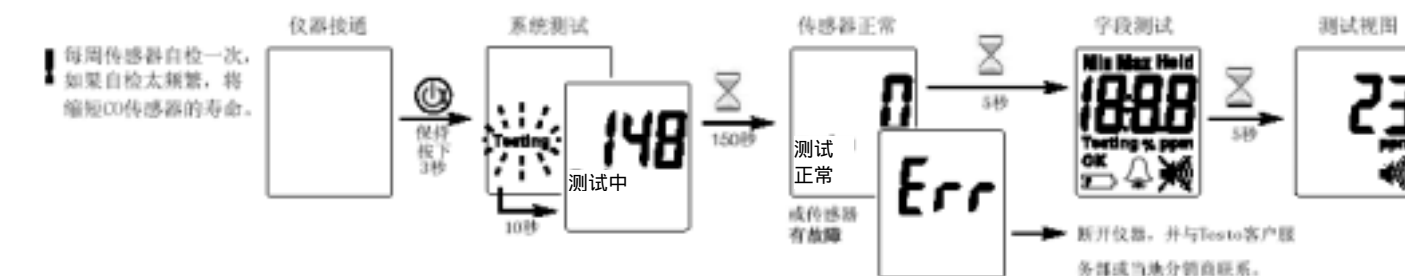 仪器接通
系统测试
传感器正常
字段测试
测试视图
每周传感器自检一次，
如果自检太频繁，将
缩短CO传感器的寿命。
!
保持
按下
3秒
Testing
10秒
148
测试中
150秒
0
测试
正常
或传感器
有故障
Err
5秒
Min Max Hold
18:8.8
Testing % ppm
OK
5秒
23
ppm
断开仪器，并与Testo客户服
务部或当地分销商联系。